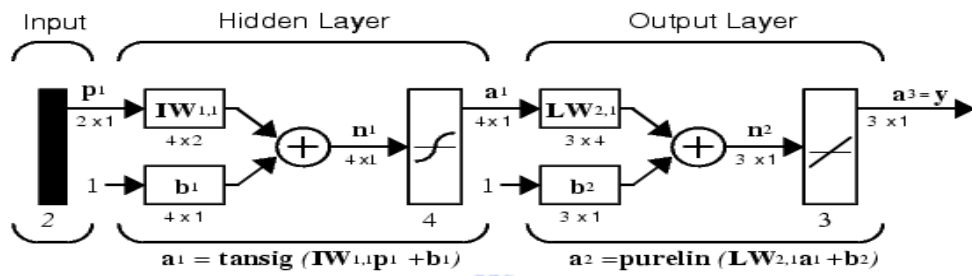 Input Hidden Layer Output Layer
p1 a1 a3 = y
IW1,1 n1 LW2,1 n2
2 x 1 4 x 1 3 x 1
4 x 2 4 x 1 3 x 4 3 x 1
1 b1 1 b2
2 4 x 1 4 3 x 1 3
a1 = tansig (IW1,1p1 +b1) a2 =purelin (LW2,1a1 +b2)